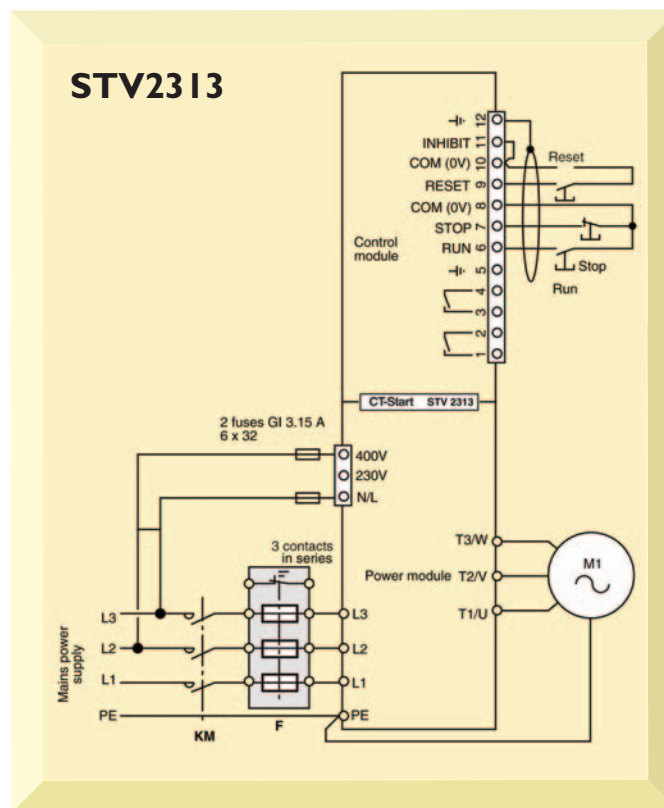 STV2313
12
INHIBIT 11
COM (0V) 10
Reset
RESET 9
COM (0V) 8
STOP 7
Control
module
RUN 6
Stop
5
Run
4
3
2
1
CT-Start STV 2313
2 fuses GI 3.15 A
6 x 32
400V
230V
N/L
3 contacts
in series
T3/W
M1
Power module T2/V
T1/U
Mains power
supply
L3 L3
L2 L2
L1 L1
PE PE
KM F